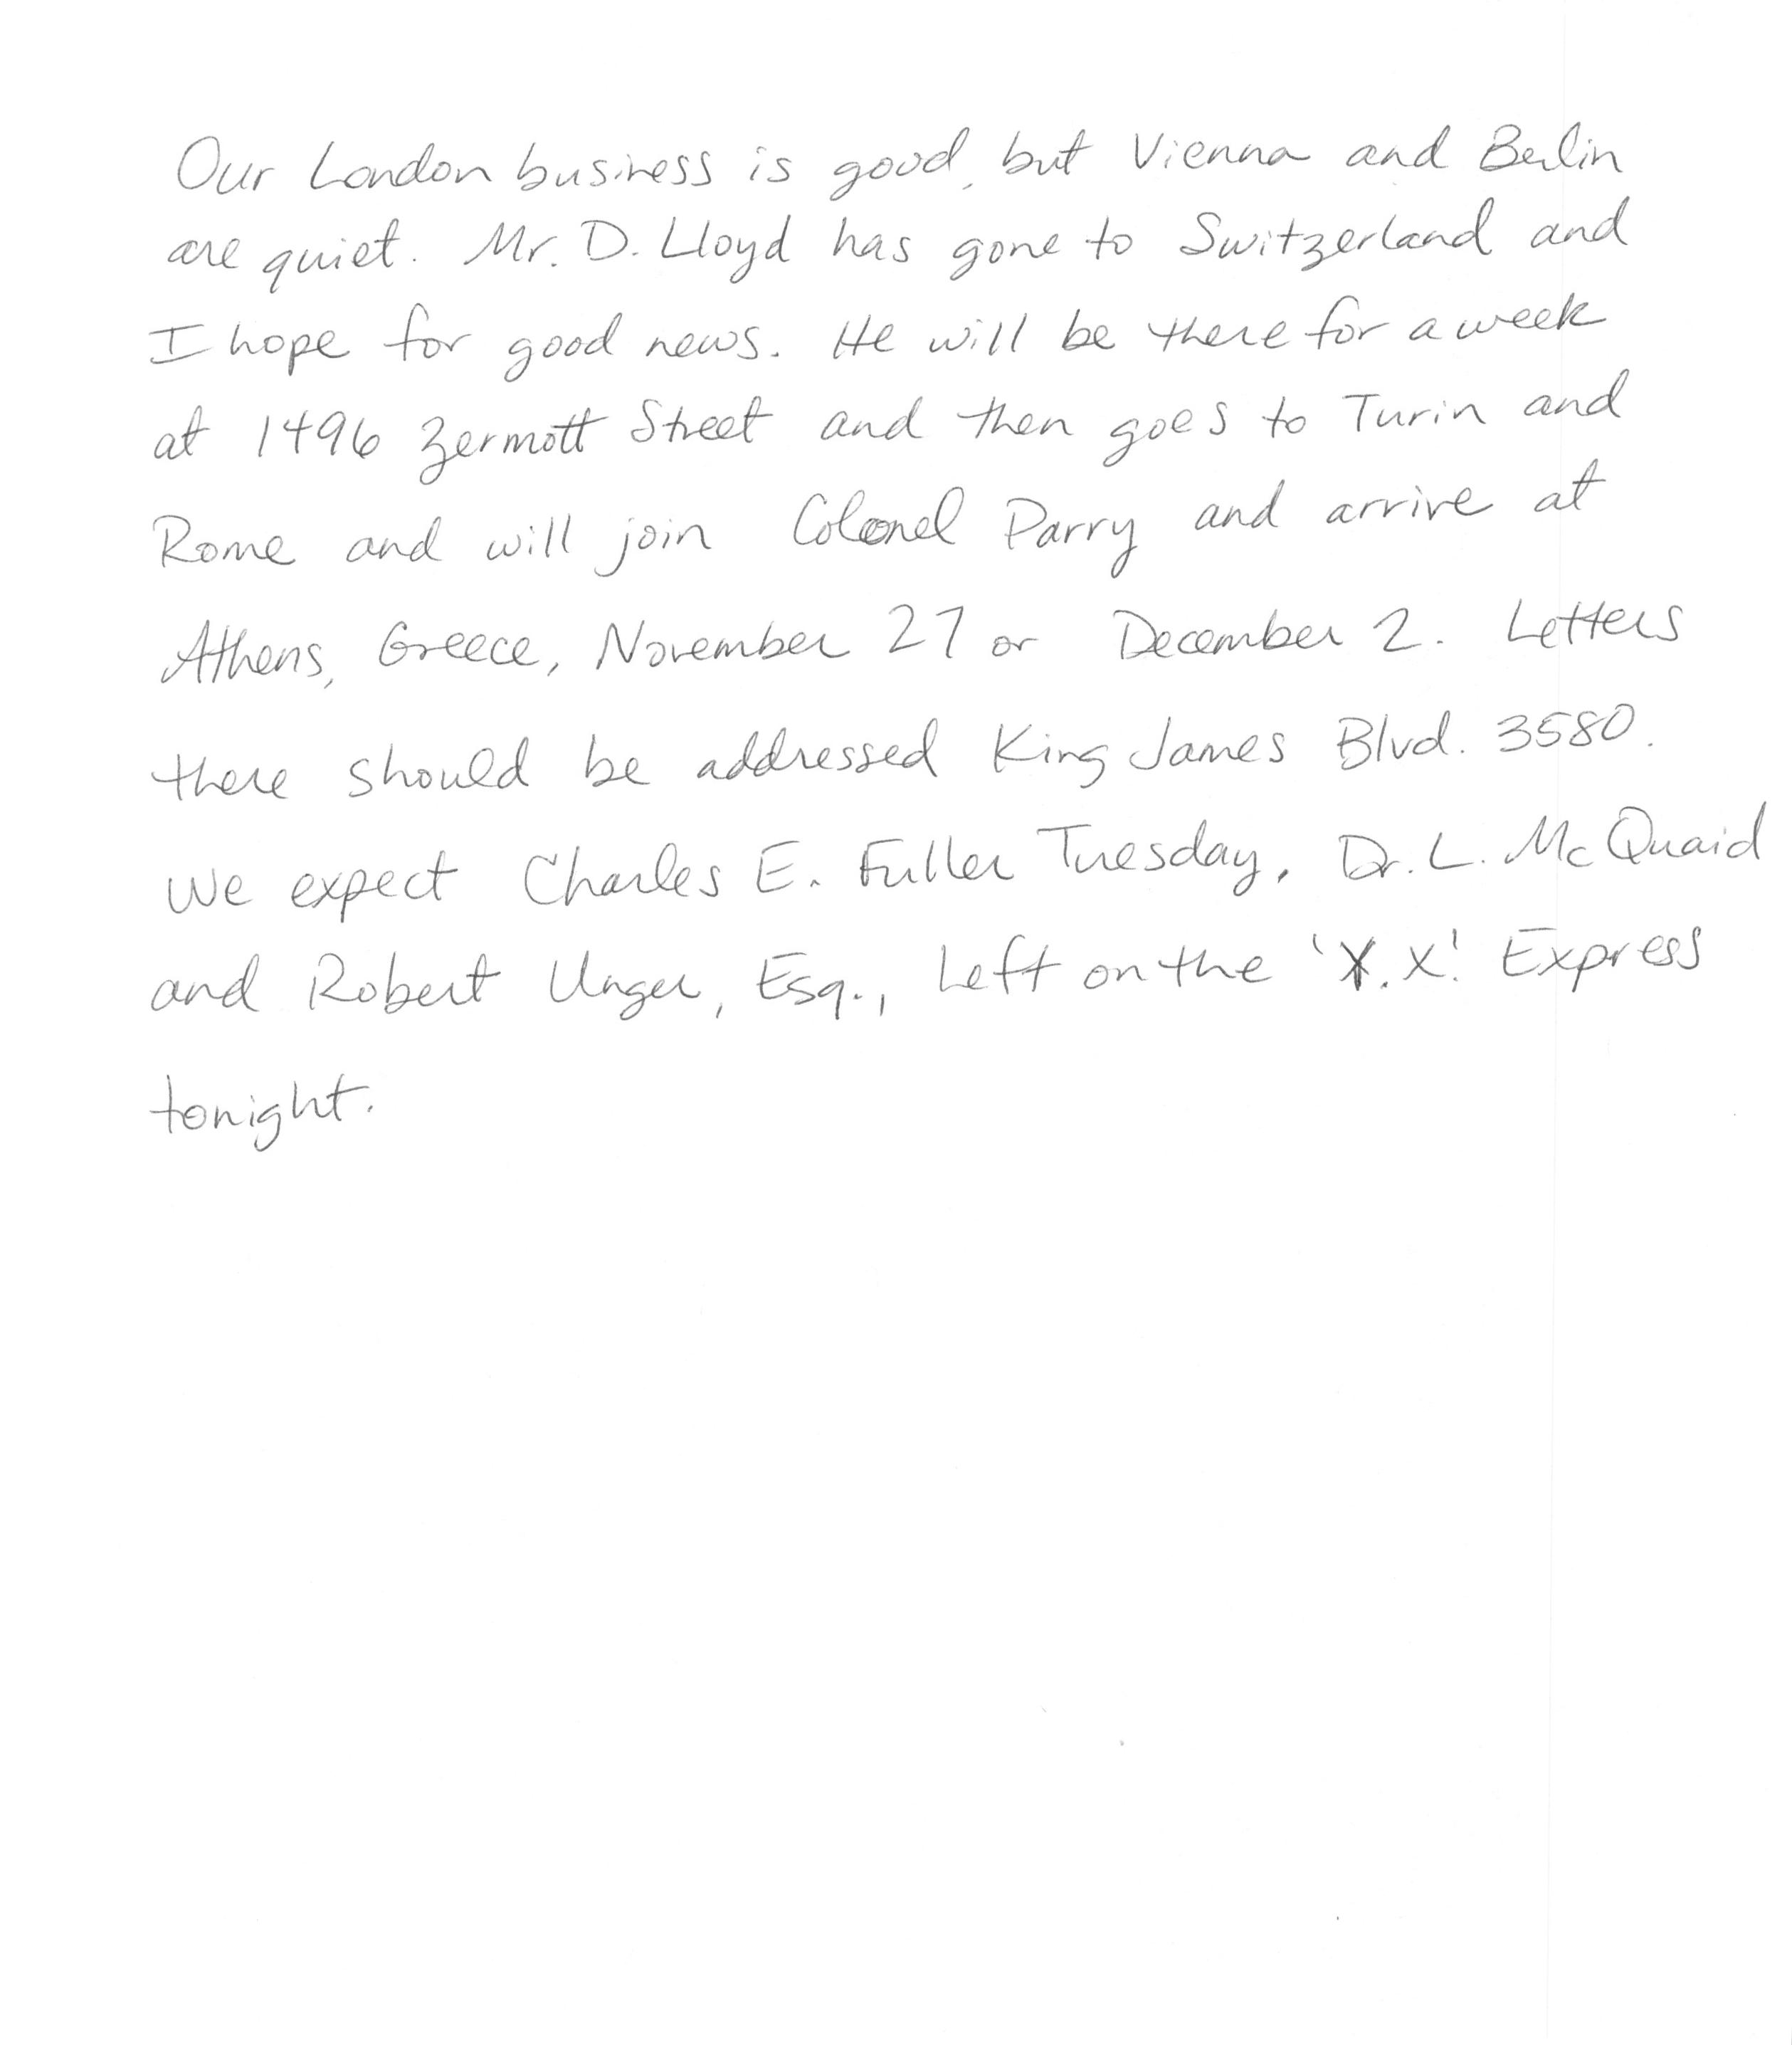 Our London business is good, but Vienna and Berlin
are quiet. Mr. D. Lloyd has gone to Switzerland and
I hope for good news. He will be there for a week
at 1496 Zermott Street and then goes to Turin and
Rome and will join Colonel Parry and arrive at
Athens, Greece, November 27 or December 2. Letters
there should be addressed King James Blvd. 3580.
We expect Charles E. Fuller Tuesday. Dr. L. McQuaid
and Robert Unger, Esq., left on the 'X.X.' Express
tonight.